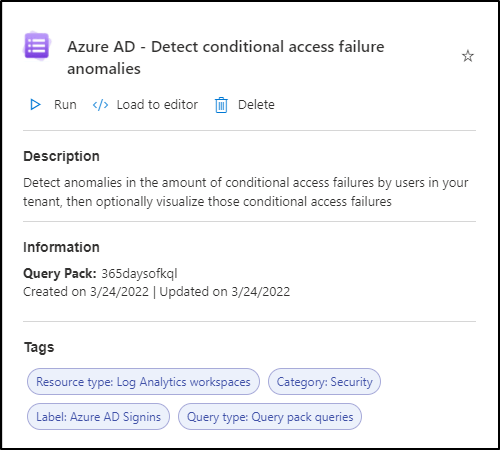 Azure AD - Detect conditional access failure
anomalies
Run
Load to editor
Delete
Description
Detect anomalies in the amount of conditional access failures by users in your
tenant, then optionally visualize those conditional access failures
Information
Query Pack: 365daysofkql
Created on 3/24/2022 | Updated on 3/24/2022
Tags
Resource type: Log Analytics workspaces
Category: Security
Label: Azure AD Signins
Query type: Query pack queries